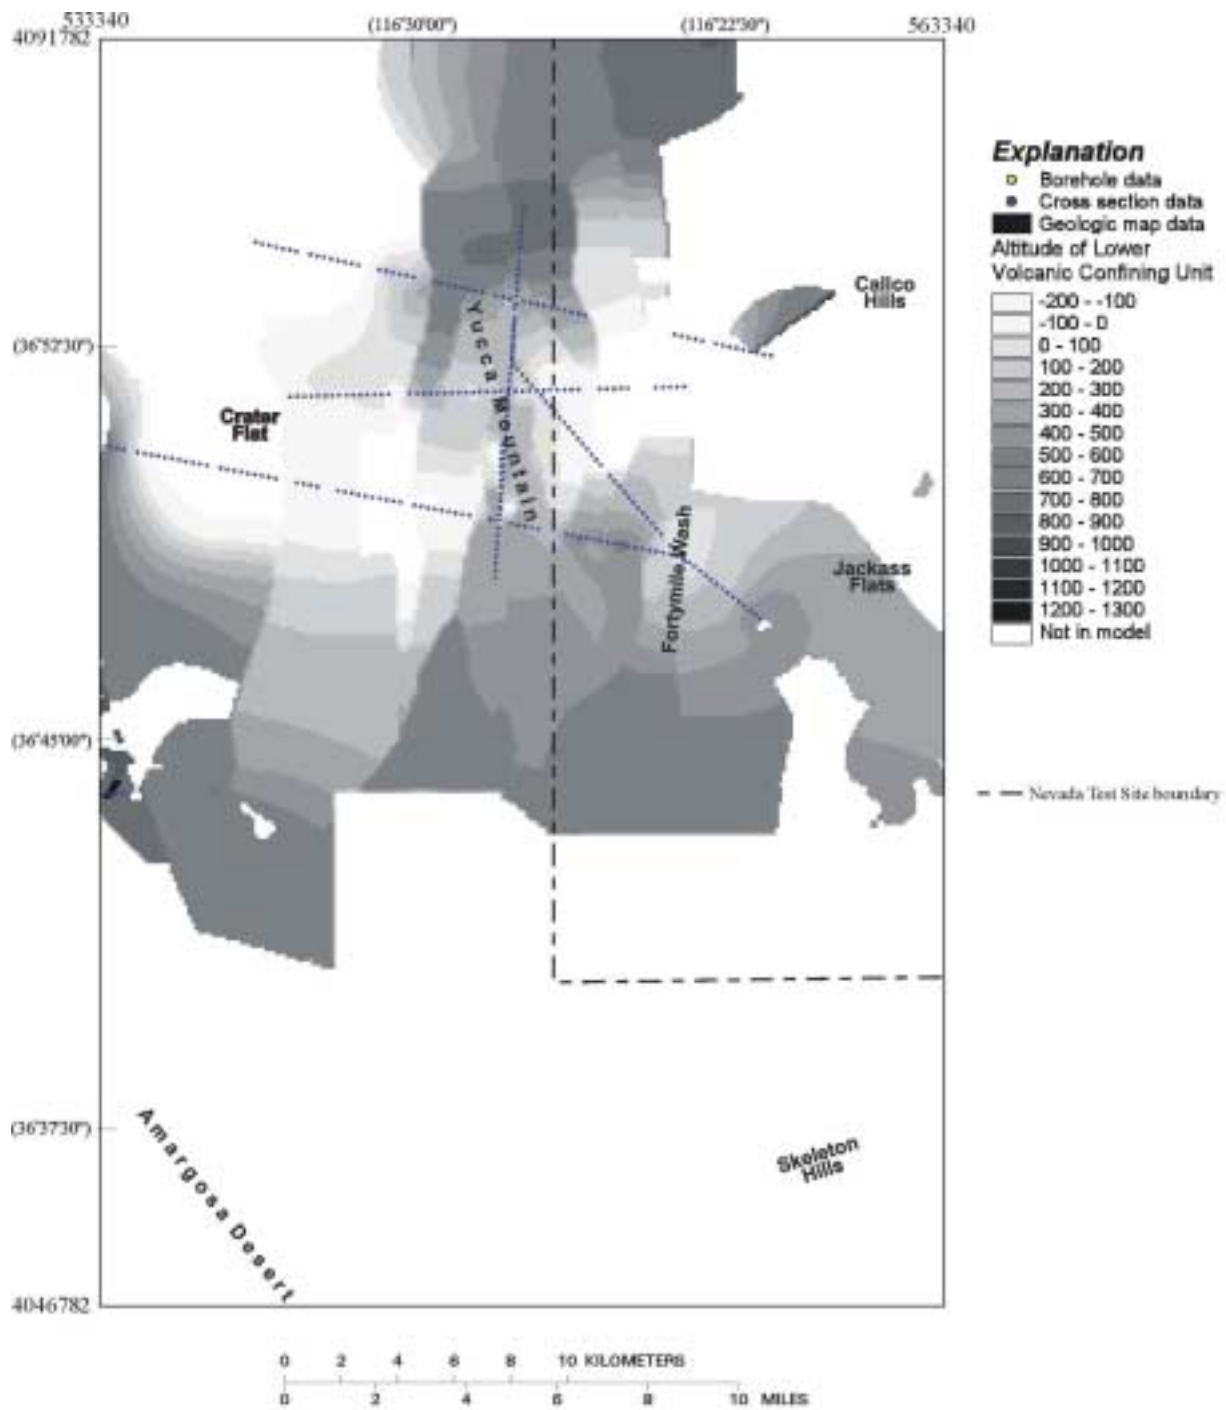 533340
(116°30'00")
(116°22'30")
563340
4091782
Explanation
Borehole data
Cross section data
Geologic map data
Altitude of Lower
Volcanic Confining Unit
-200 - -100
-100 - 0
0 - 100
100 - 200
200 - 300
300 - 400
400 - 500
500 - 600
600 - 700
700 - 800
800 - 900
900 - 1000
1000 - 1100
1100 - 1200
1200 - 1300
Not in model
Calico
Hills
(36°52'30")
Yucca Mountain
Crater
Flat
Fortymile Wash
Jackass
Flats
(36°45'00")
Nevada Test Site boundary
(36°37'30")
Amargosa Desert
Skeleton
Hills
4046782
0 2 4 6 8 10 KILOMETERS
0 2 4 6 8 10 MILES